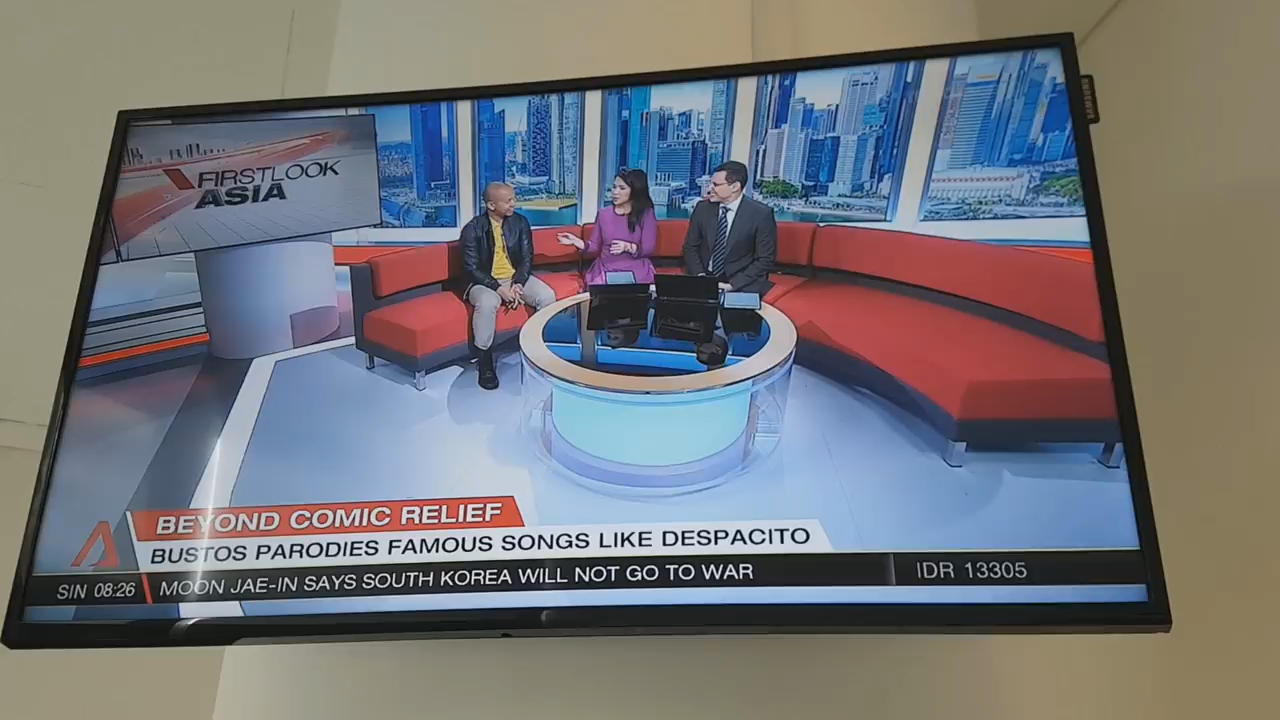 FIRSTLOOK
ASIA
BEYOND COMIC RELIEF
BUSTOS PARODIES FAMOUS SONGS LIKE DESPACITO
SIN 08:26 MOON JAE-IN SAYS SOUTH KOREA WILL NOT GO TO WAR IDR 13305